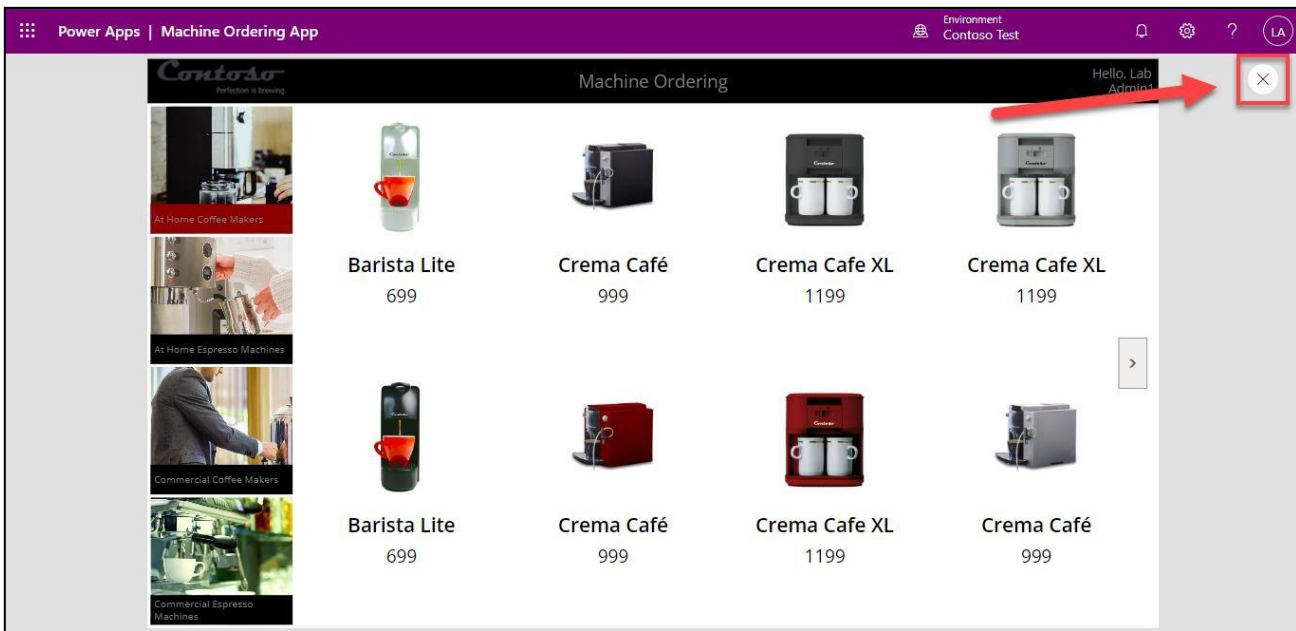 Power Apps | Machine Ordering App
Environment
Contoso Test
LA
Contoso
Perfection is brewing.
Machine Ordering
Hello, Lab
Admin1
At Home Coffee Makers
At Home Espresso Machines
Commercial Coffee Makers
Commercial Espresso
Machines
Barista Lite
699
Crema Café
999
Crema Cafe XL
1199
Crema Cafe XL
1199
Barista Lite
699
Crema Café
999
Crema Cafe XL
1199
Crema Café
999